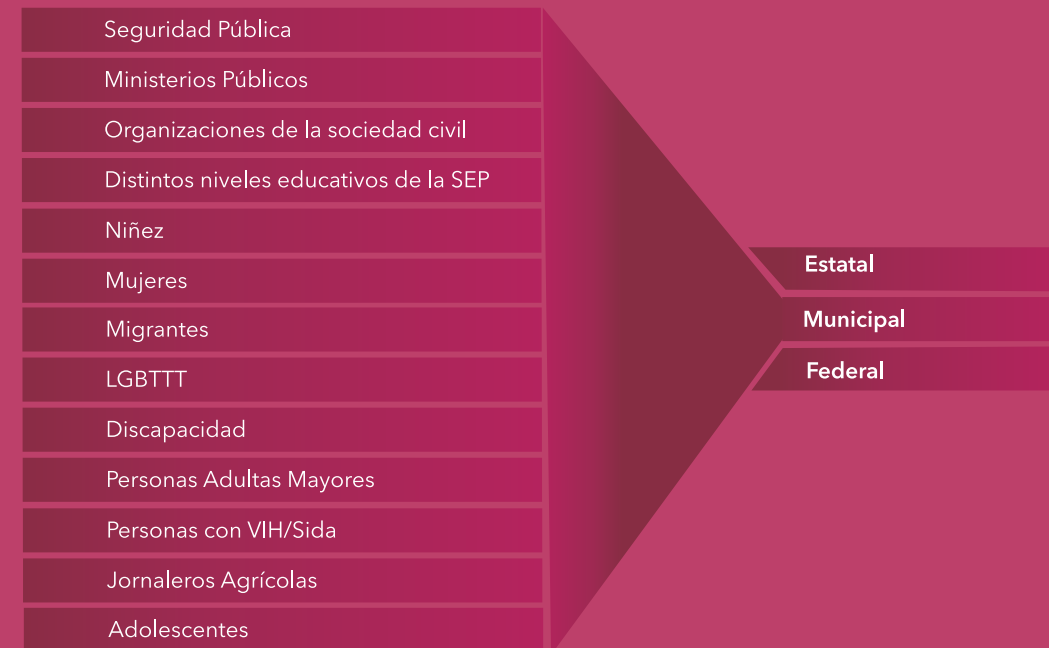 Seguridad Pública
Ministerios Públicos
Organizaciones de la sociedad civil
Distintos niveles educativos de la SEP
Niñez
Mujeres
Migrantes
LGBTTT
Discapacidad
Personas Adultas Mayores
Personas con VIH/Sida
Jornaleros Agrícolas
Adolescentes
Estatal
Municipal
Federal